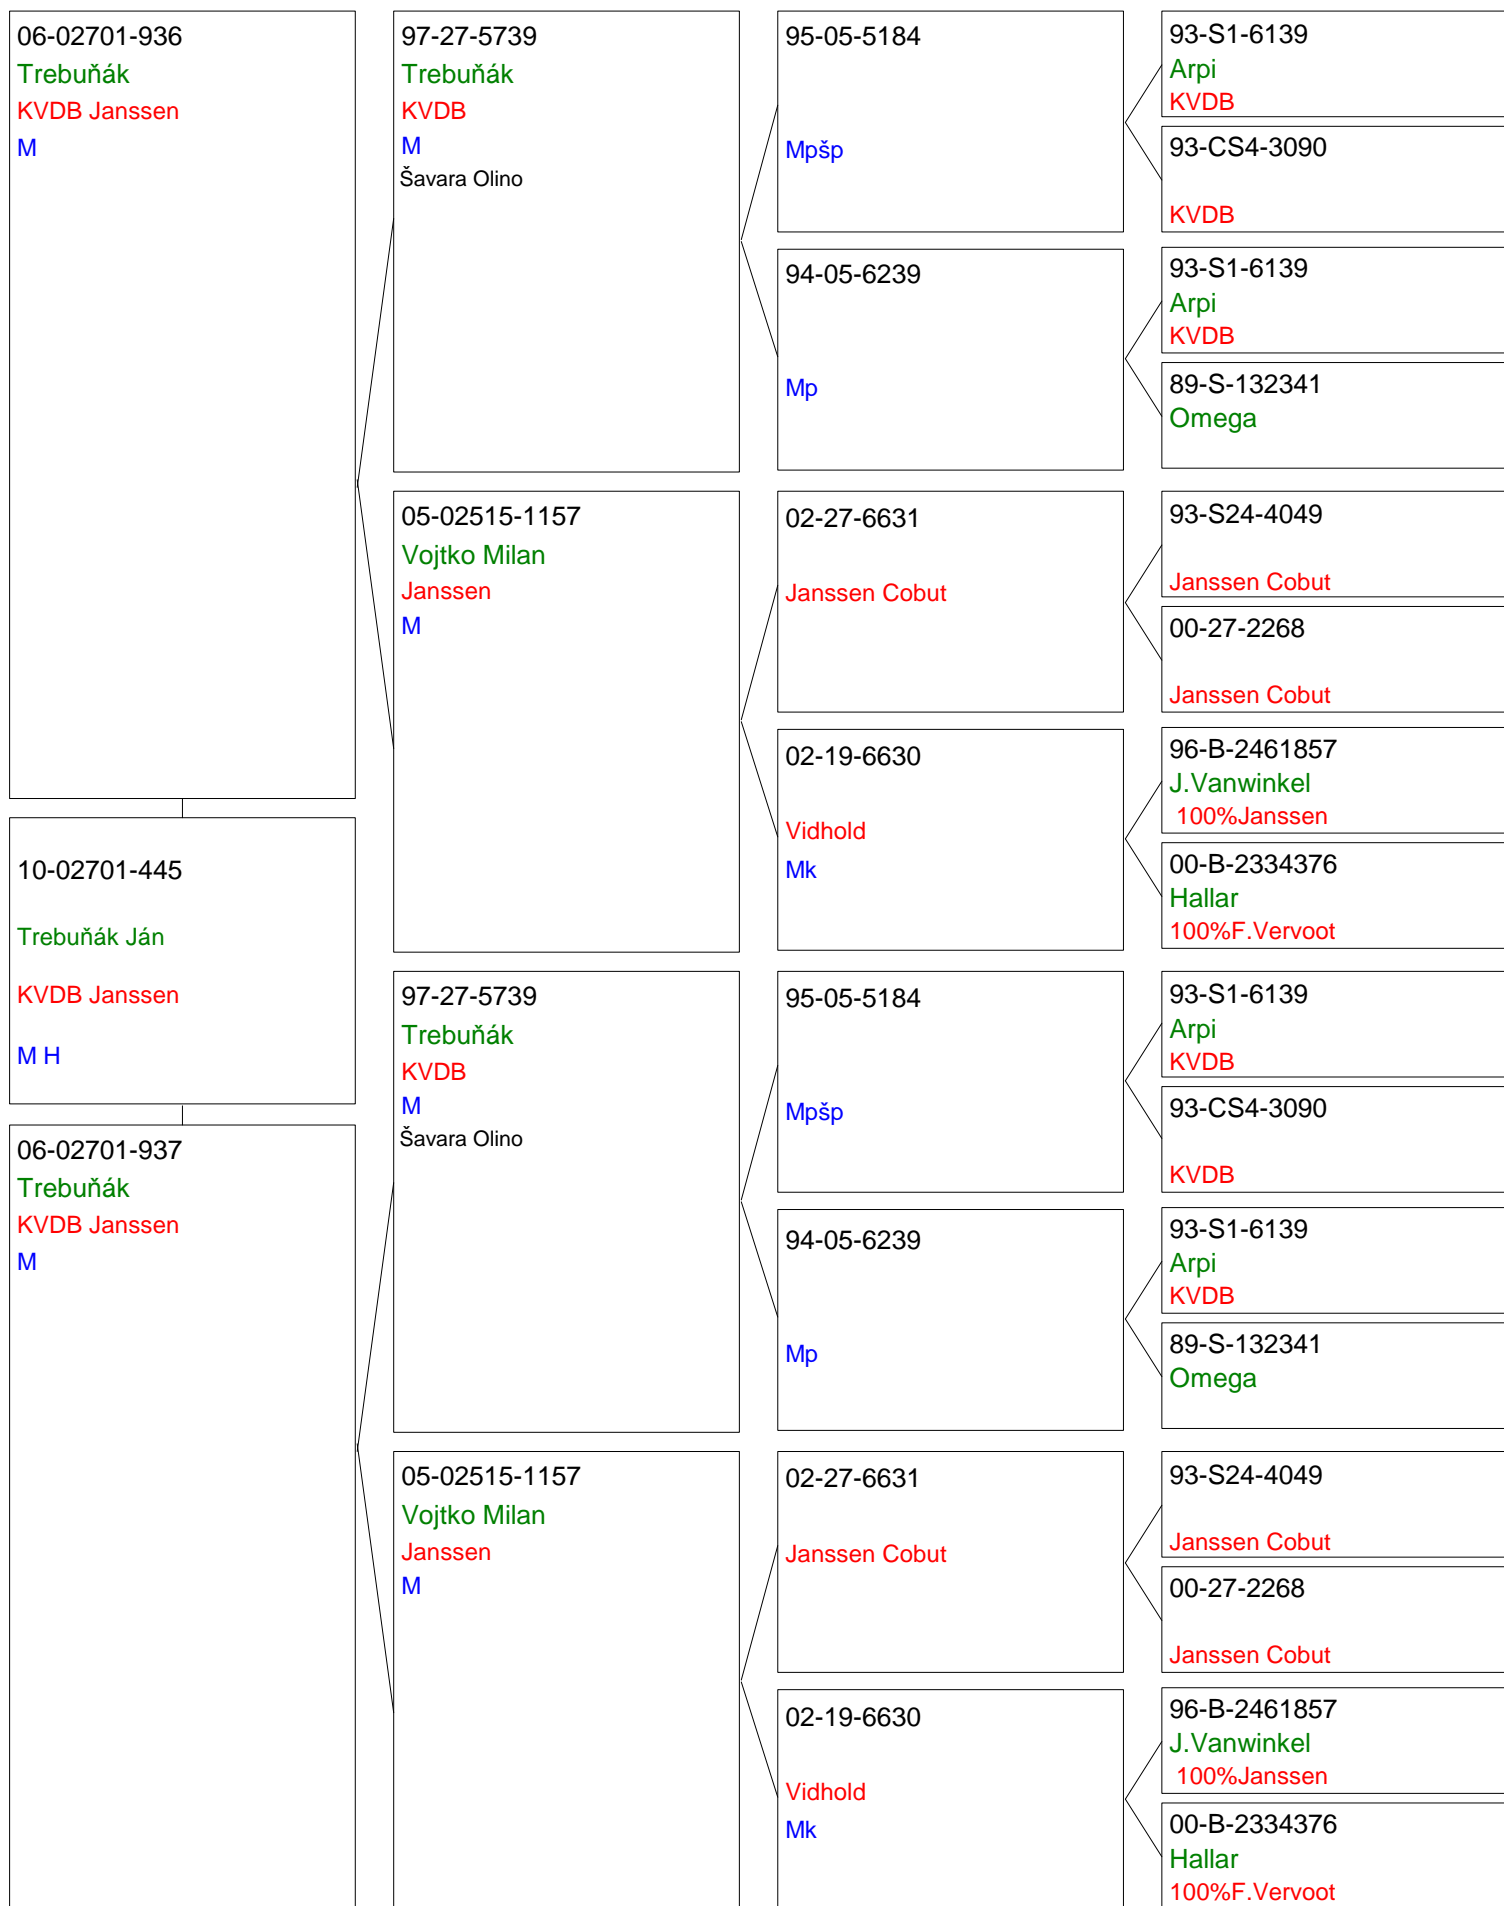 06-02701-936
Trebuňák
KVDB Janssen
M
10-02701-445
Trebuňák Ján
KVDB Janssen
M H
06-02701-937
Trebuňák
KVDB Janssen
M
97-27-5739
Trebuňák
KVDB
M
Šavara Olino
05-02515-1157
Vojtko Milan
Janssen
M
97-27-5739
Trebuňák
KVDB
M
Šavara Olino
05-02515-1157
Vojtko Milan
Janssen
M
95-05-5184
Mpšp
94-05-6239
Mp
02-27-6631
Janssen Cobut
02-19-6630
Vidhold
Mk
95-05-5184
Mpšp
94-05-6239
Mp
02-27-6631
Janssen Cobut
02-19-6630
Vidhold
Mk
93-S1-6139
Arpi
KVDB
93-CS4-3090
KVDB
93-S1-6139
Arpi
KVDB
89-S-132341
Omega
93-S24-4049
Janssen Cobut
00-27-2268
Janssen Cobut
96-B-2461857
J.Vanwinkel
100%Janssen
00-B-2334376
Hallar
100%F.Vervoot
93-S1-6139
Arpi
KVDB
93-CS4-3090
KVDB
93-S1-6139
Arpi
KVDB
89-S-132341
Omega
93-S24-4049
Janssen Cobut
00-27-2268
Janssen Cobut
96-B-2461857
J.Vanwinkel
100%Janssen
00-B-2334376
Hallar
100%F.Vervoot